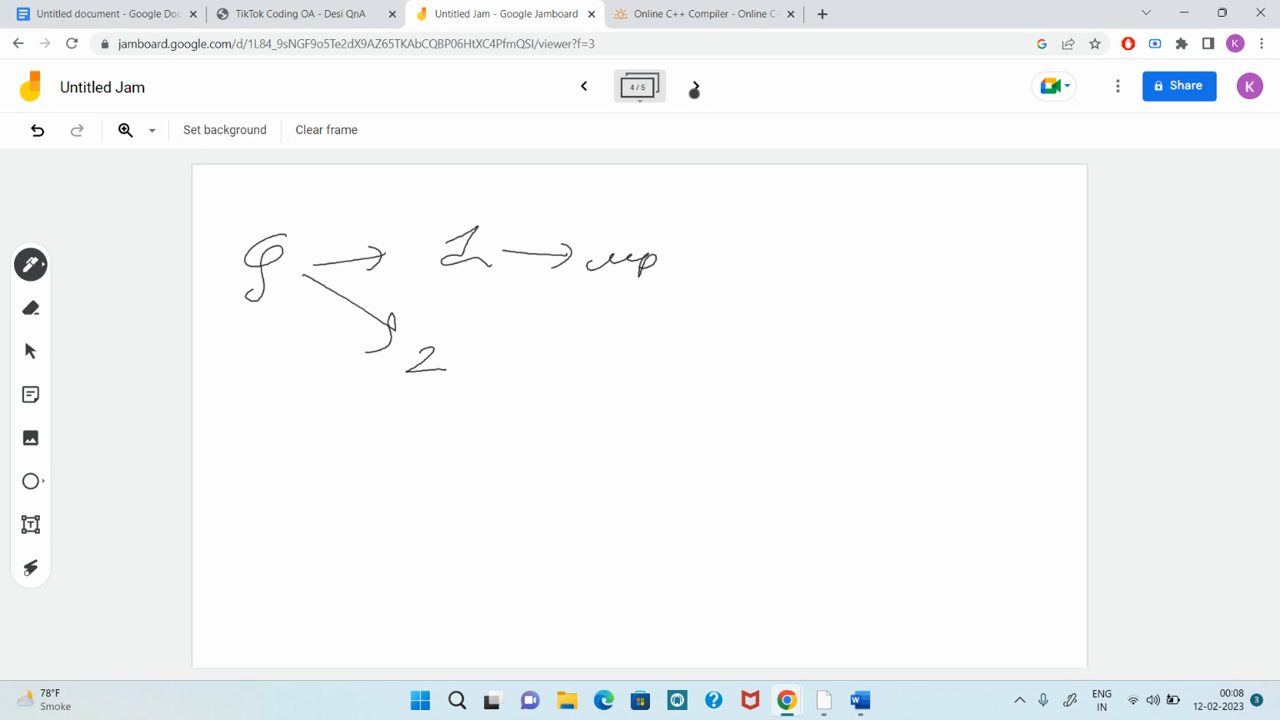 Untitled document - Google Doc
TikTok Coding OA - Desi QnA
Untitled Jam - Google Jamboard
Online C++ Compiler - Online C
jamboard.google.com/d/1L84_9sNGF9o5Te2dX9AZ65TKAbCQBP06HtXC4PfmQSI/viewer?f=3
K
Untitled Jam
4 / 5
Share
K
Set background
Clear frame
1
2
78°F
Smoke
ENG
IN
00:08
12-02-2023
3